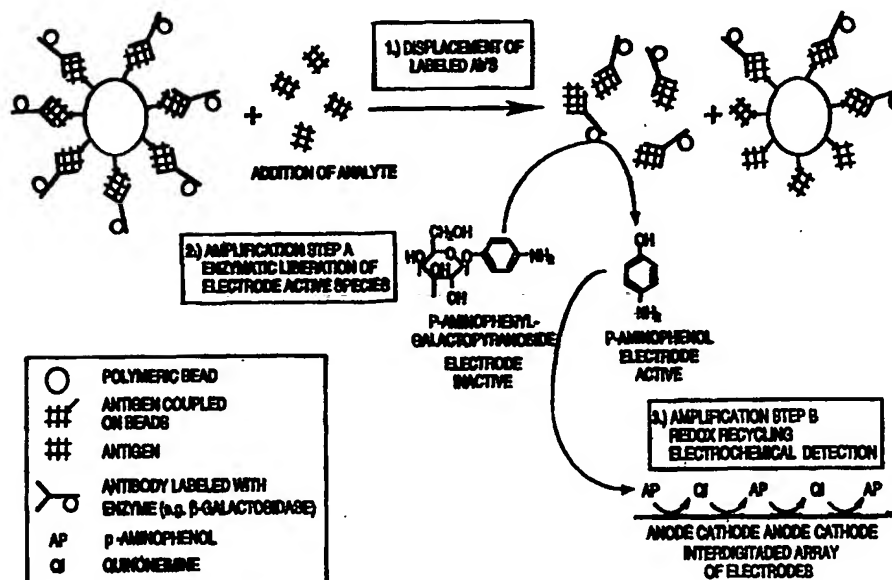 1.) DISPLACEMENT OF
LABELED Ab'S
+
+
ADDITION OF ANALYTE
2.) AMPLIFICATION STEP A
ENZYMATIC LIBERATION OF
ELECTRODE ACTIVE SPECIES
CH₂OH
HO
O
O
OH
OH
NH₂
P-AMINOPHENYL-
GALACTOPYRANOSIDE
ELECTRODE
INACTIVE
OH
NH₂
P-AMINOPHENOL
ELECTRODE
ACTIVE
POLYMERIC BEAD
ANTIGEN COUPLED
ON BEADS
ANTIGEN
ANTIBODY LABELED WITH
ENZYME (e.g. β-GALACTOBIDASE)
AP p-AMINOPHENOL
QI QUINONEIMINE
3.) AMPLIFICATION STEP B
REDOX RECYCLING
ELECTROCHEMICAL DETECTION
AP QI AP QI AP
ANODE CATHODE ANODE CATHODE
INTERDIGITADED ARRAY
OF ELECTRODES